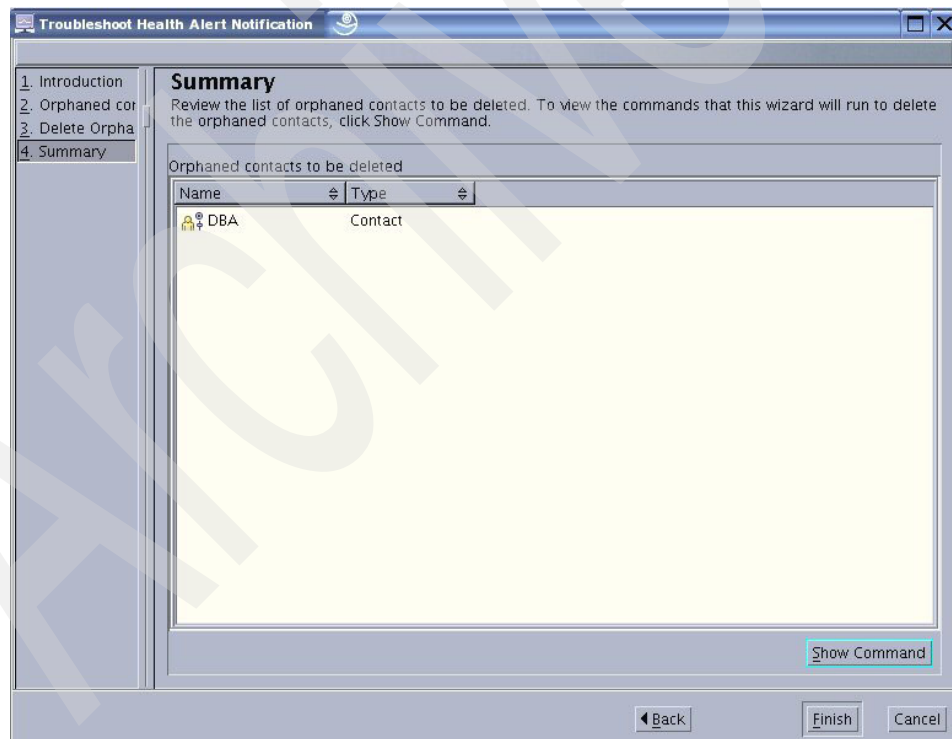 Troubleshoot Health Alert Notification
1. Introduction
2. Orphaned cor
3. Delete Orpha
4. Summary
Summary
Review the list of orphaned contacts to be deleted. To view the commands that this wizard will run to delete
the orphaned contacts, click Show Command.
Orphaned contacts to be deleted
Name Type
DBA Contact
Show Command
Back Finish Cancel
Archive